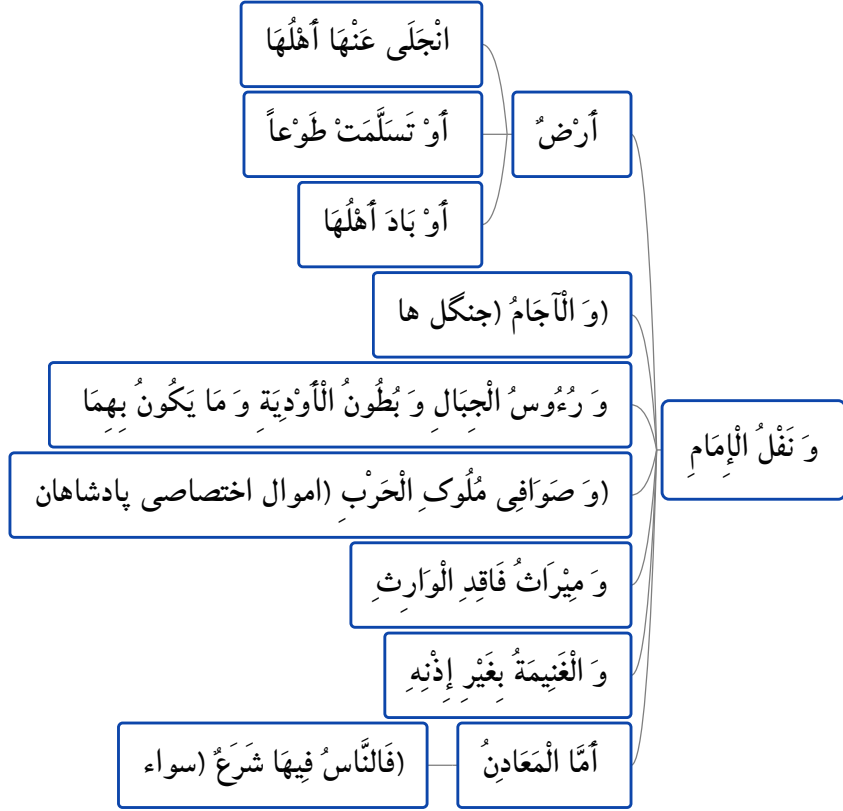 وَ نَفْلُ الْإِمَامِ
أَرْضٌ
انْجَلَى عَنْهَا أَهْلُهَا
أَوْ تَسَلَّمَتْ طَوْعاً
أَوْ بَادَ أَهْلُهَا
(وَ الْآجَامُ (جنگل ها
وَ رُءُوسُ الْجِبَالِ وَ بُطُونُ الْأَوْدِيَةِ وَ مَا يَكُونُ بِهِمَا
(وَ صَوَافِی مُلُوکِ الْحَرْبِ (اموال اختصاصی پادشاهان
وَ مِيْرَاثُ فَاقِدِ الْوَارِثِ
وَ الْغَنِيمَةُ بِغَيْرِ إِذْنِهِ
أَمَّا الْمَعَادِنُ
(فَالنَّاسُ فِيهَا شَرَعٌ (سواء